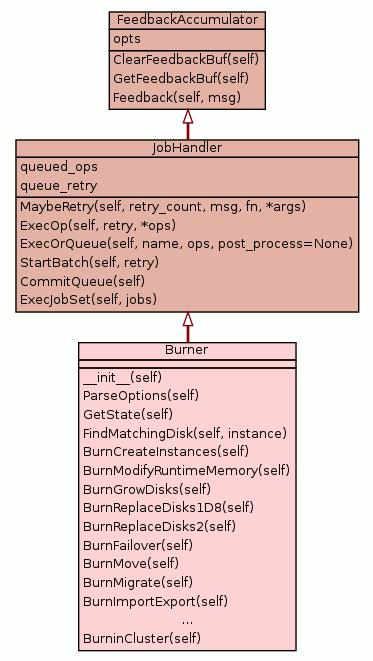 FeedbackAccumulator
opts
ClearFeedbackBuf(self)
GetFeedbackBuf(self)
Feedback(self, msg)
JobHandler
queued_ops
queue_retry
MaybeRetry(self, retry_count, msg, fn, *args)
ExecOp(self, retry, *ops)
ExecOrQueue(self, name, ops, post_process=None)
StartBatch(self, retry)
CommitQueue(self)
ExecJobSet(self, jobs)
Burner
__init__(self)
ParseOptions(self)
GetState(self)
FindMatchingDisk(self, instance)
BurnCreateInstances(self)
BurnModifyRuntimeMemory(self)
BurnGrowDisks(self)
BurnReplaceDisks1D8(self)
BurnReplaceDisks2(self)
BurnFailover(self)
BurnMove(self)
BurnMigrate(self)
BurnImportExport(self)
...
BurninCluster(self)